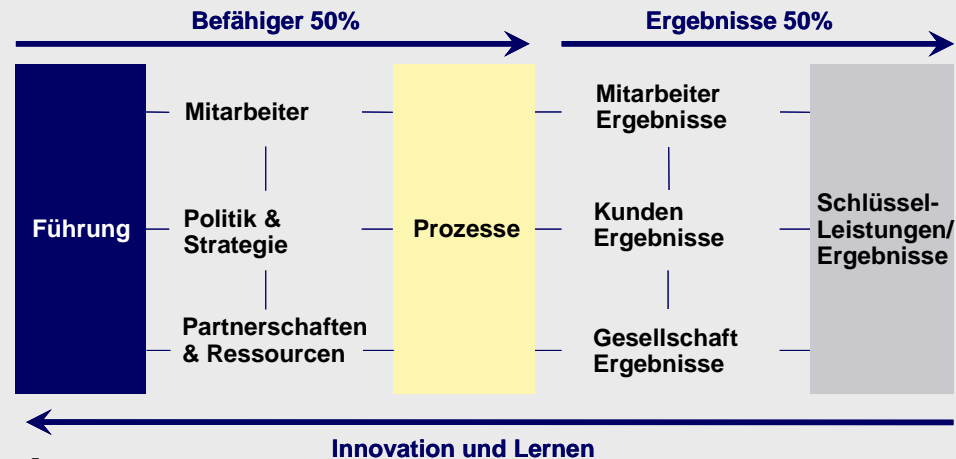 Befähiger 50%
Ergebnisse 50%
Führung
Mitarbeiter
Politik &
Strategie
Partnerschaften
& Ressourcen
Prozesse
Mitarbeiter
Ergebnisse
Kunden
Ergebnisse
Gesellschaft
Ergebnisse
Schlüssel-
Leistungen/
Ergebnisse
Innovation und Lernen